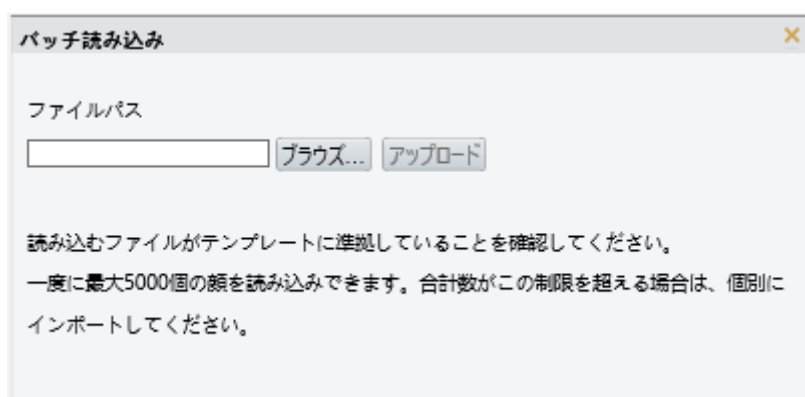 バッチ読み込み
ファイルパス
ブラウズ... アップロード
読み込むファイルがテンプレートに準拠していることを確認してください。
一度に最大5000個の顔を読み込みできます。合計数がこの制限を超える場合は、個別に
インポートしてください。